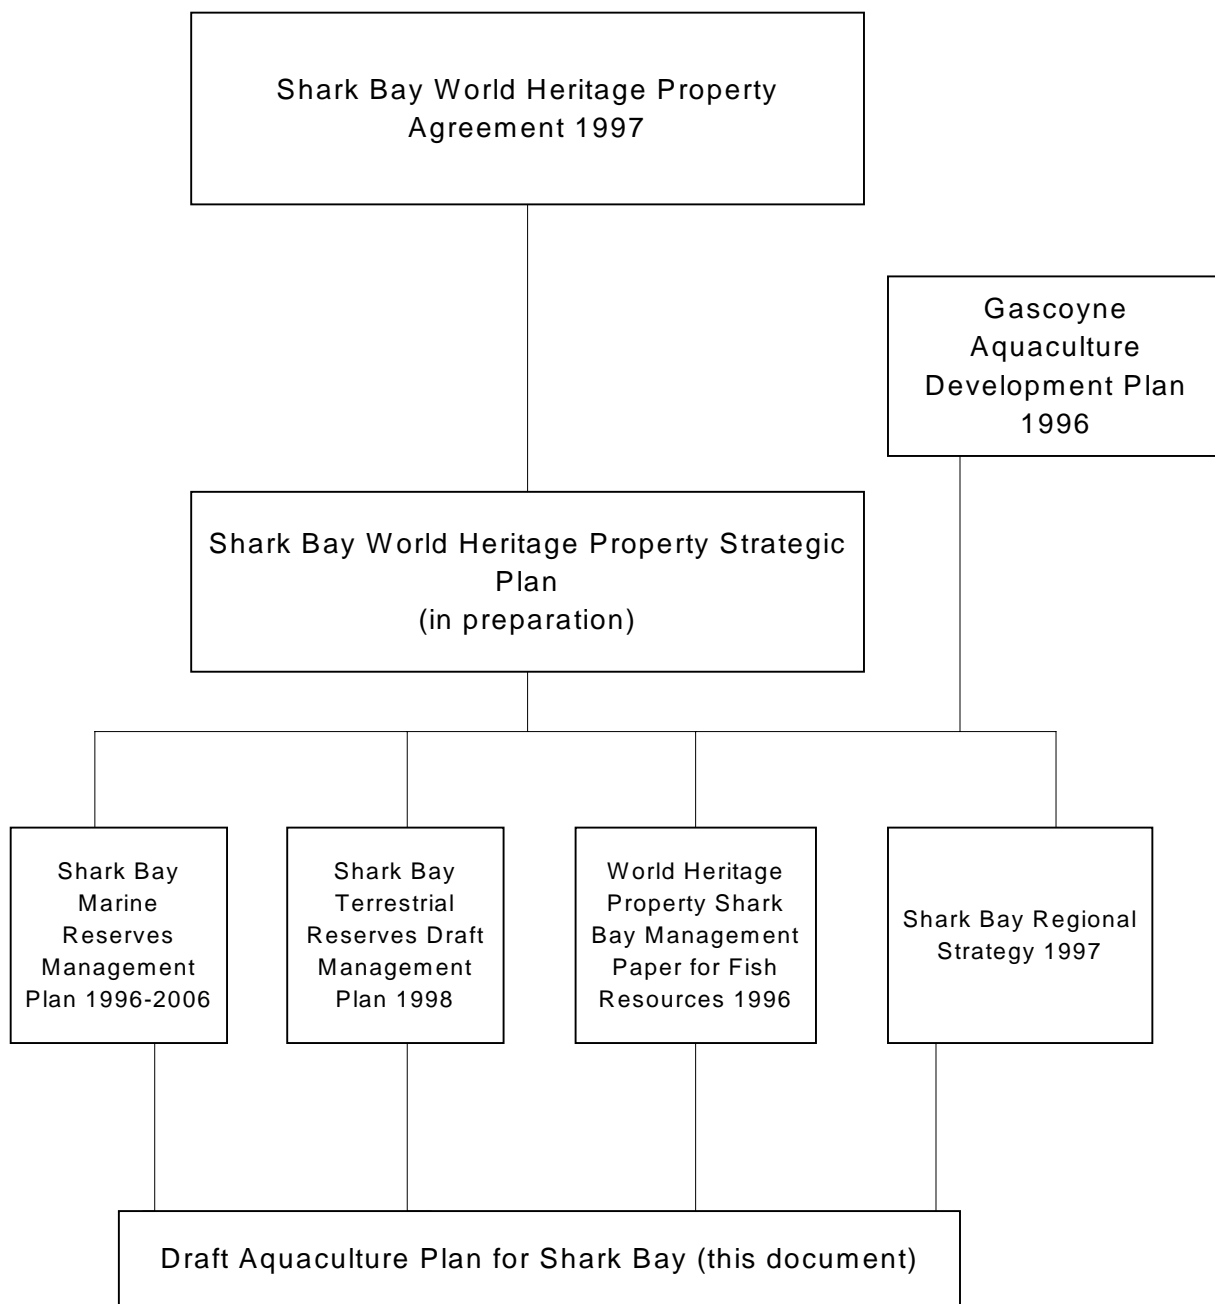 Shark Bay World Heritage Property
Agreement 1997
Gascoyne
Aquaculture
Development Plan
1996
Shark Bay World Heritage Property Strategic
Plan
(in preparation)
Shark Bay
Marine
Reserves
Management
Plan 1996-2006
Shark Bay
Terrestrial
Reserves Draft
Management
Plan 1998
World Heritage
Property Shark
Bay Management
Paper for Fish
Resources 1996
Shark Bay Regional
Strategy 1997
Draft Aquaculture Plan for Shark Bay (this document)